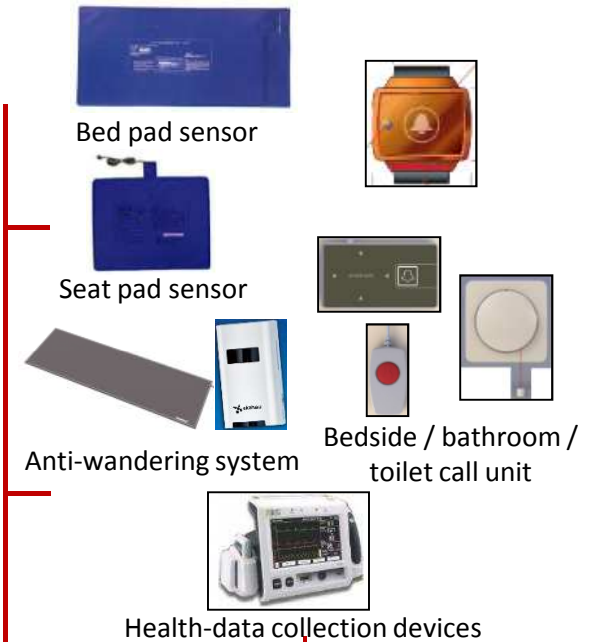 Bed pad sensor
Seat pad sensor
Anti-wandering system
Bedside / bathroom /
toilet call unit
Health-data collection devices